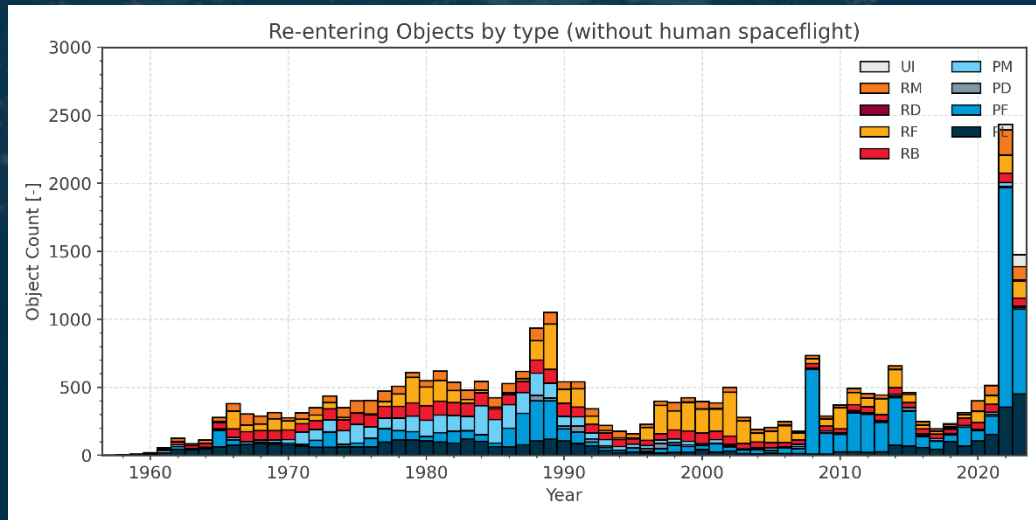 Re-entering Objects by type (without human spaceflight)
3000
2500
2000
1500
1000
500
0
Object Count [-]
UI
RM
RD
RF
RB
PM
PD
PF
PL
1960
1970
1980
1990
2000
2010
2020
Year